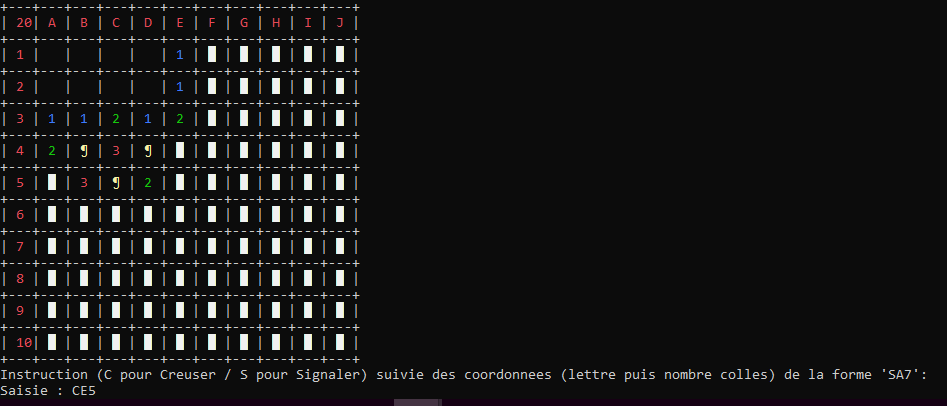 +---+---+---+---+---+---+---+---+---+---+---+
| 20| A | B | C | D | E | F | G | H | I | J |
+---+---+---+---+---+---+---+---+---+---+---+
| 1 |   |   |   |   | 1 | █ | █ | █ | █ | █ |
+---+---+---+---+---+---+---+---+---+---+---+
| 2 |   |   |   |   | 1 | █ | █ | █ | █ | █ |
+---+---+---+---+---+---+---+---+---+---+---+
| 3 | 1 | 1 | 2 | 1 | 2 | █ | █ | █ | █ | █ |
+---+---+---+---+---+---+---+---+---+---+---+
| 4 | 2 | ¶ | 3 | ¶ | █ | █ | █ | █ | █ | █ |
+---+---+---+---+---+---+---+---+---+---+---+
| 5 | █ | 3 | ¶ | 2 | █ | █ | █ | █ | █ | █ |
+---+---+---+---+---+---+---+---+---+---+---+
| 6 | █ | █ | █ | █ | █ | █ | █ | █ | █ | █ |
+---+---+---+---+---+---+---+---+---+---+---+
| 7 | █ | █ | █ | █ | █ | █ | █ | █ | █ | █ |
+---+---+---+---+---+---+---+---+---+---+---+
| 8 | █ | █ | █ | █ | █ | █ | █ | █ | █ | █ |
+---+---+---+---+---+---+---+---+---+---+---+
| 9 | █ | █ | █ | █ | █ | █ | █ | █ | █ | █ |
+---+---+---+---+---+---+---+---+---+---+---+
| 10| █ | █ | █ | █ | █ | █ | █ | █ | █ | █ |
+---+---+---+---+---+---+---+---+---+---+---+
Instruction (C pour Creuser / S pour Signaler) suivie des coordonnees (lettre puis nombre colles) de la forme 'SA7':
Saisie : CE5